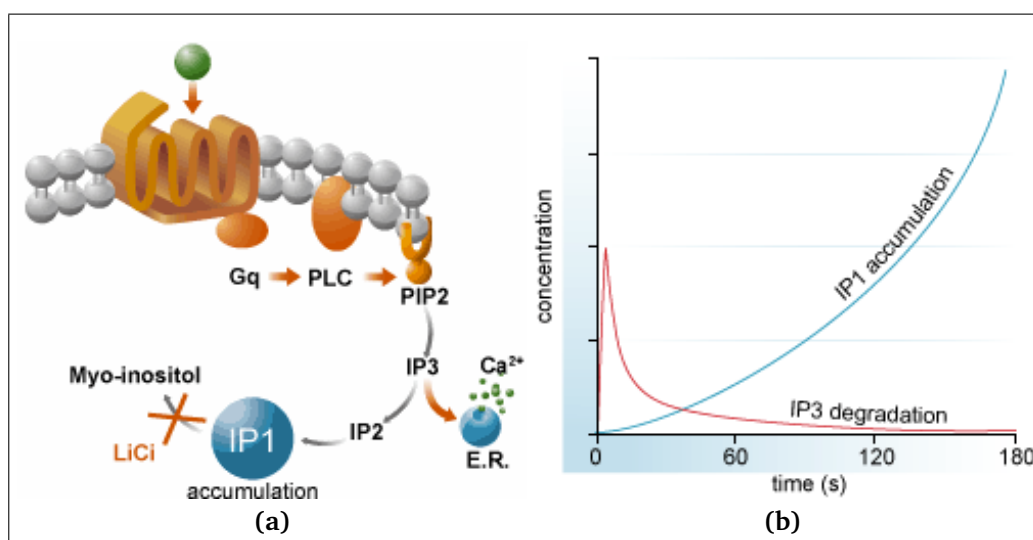 Gq
PLC
PIP2
IP3
Ca²⁺
Myo-inositol
LiCi
IP1
IP2
E.R.
accumulation
(a)
concentration
IP1 accumulation
IP3 degradation
0
60
120
180
time (s)
(b)